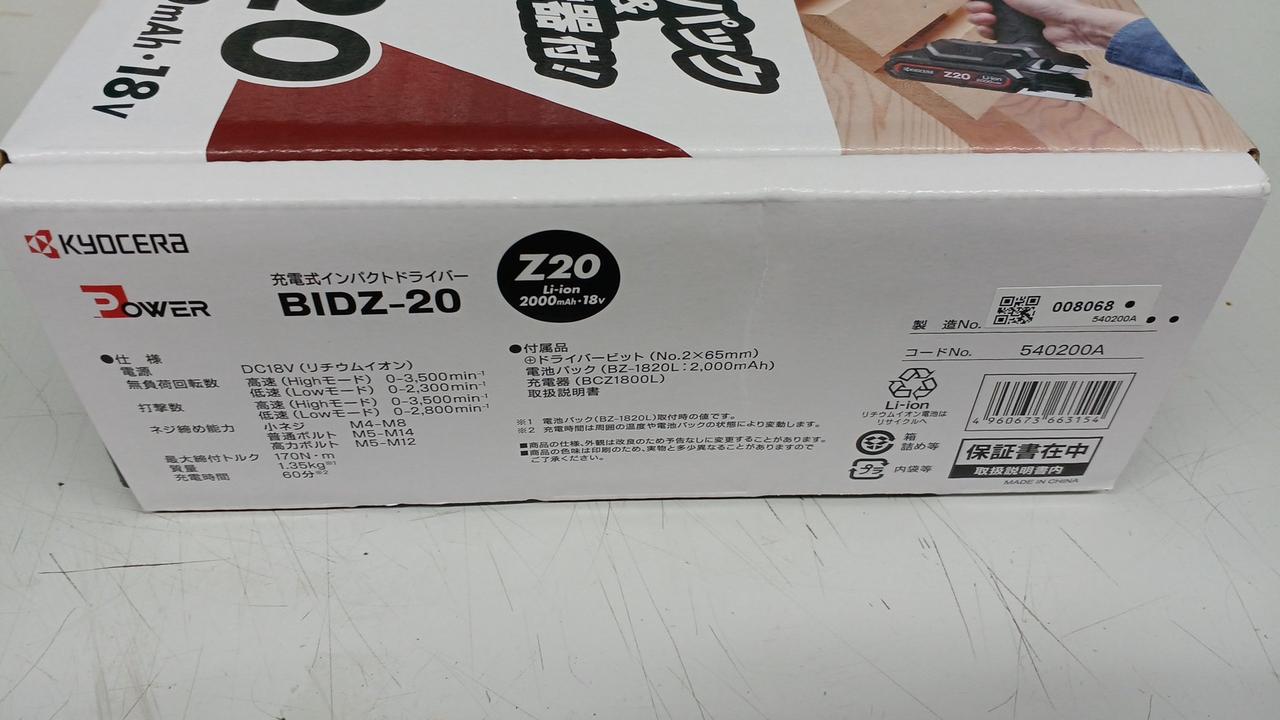 20
0mAh・18v
パック
&
器付!
KYOCERA
Z20
Li-ion
KYOCERA
POWER
充電式インパクトドライバー
BIDZ-20
Z20
Li-ion
2000mAh・18v
●仕 様
電源 DC18V(リチウムイオン)
無負荷回転数 高速(Highモード) 0-3,500min⁻¹
低速(Lowモード) 0-2,300min⁻¹
打撃数 高速(Highモード) 0-3,500min⁻¹
低速(Lowモード) 0-2,800min⁻¹
ネジ締め能力 小ネジ M4-M8
普通ボルト M5-M14
高力ボルト M5-M12
最大締付トルク 170N・m
質量 1.35kg※1
充電時間 60分※2
●付属品
⊕ドライバービット(No.2×65mm)
電池パック(BZ-1820L:2,000mAh)
充電器(BCZ1800L)
取扱説明書
※1 電池パック(BZ-1820L)取付時の値です。
※2 充電時間は周囲の温度や電池パックの状態により変動します。
■商品の仕様、外観は改良のため予告なしに変更することがあります。
■商品の色味は印刷のため、実物と多少異なることがありますので
ご了承ください。
製 造No. 008068
540200A
コードNo. 540200A
Li-ion
リチウムイオン電池は
リサイクルへ
4 960673 663154
紙 箱
詰め等
プラ 内袋等
保証書在中
取扱説明書内
MADE IN CHINA